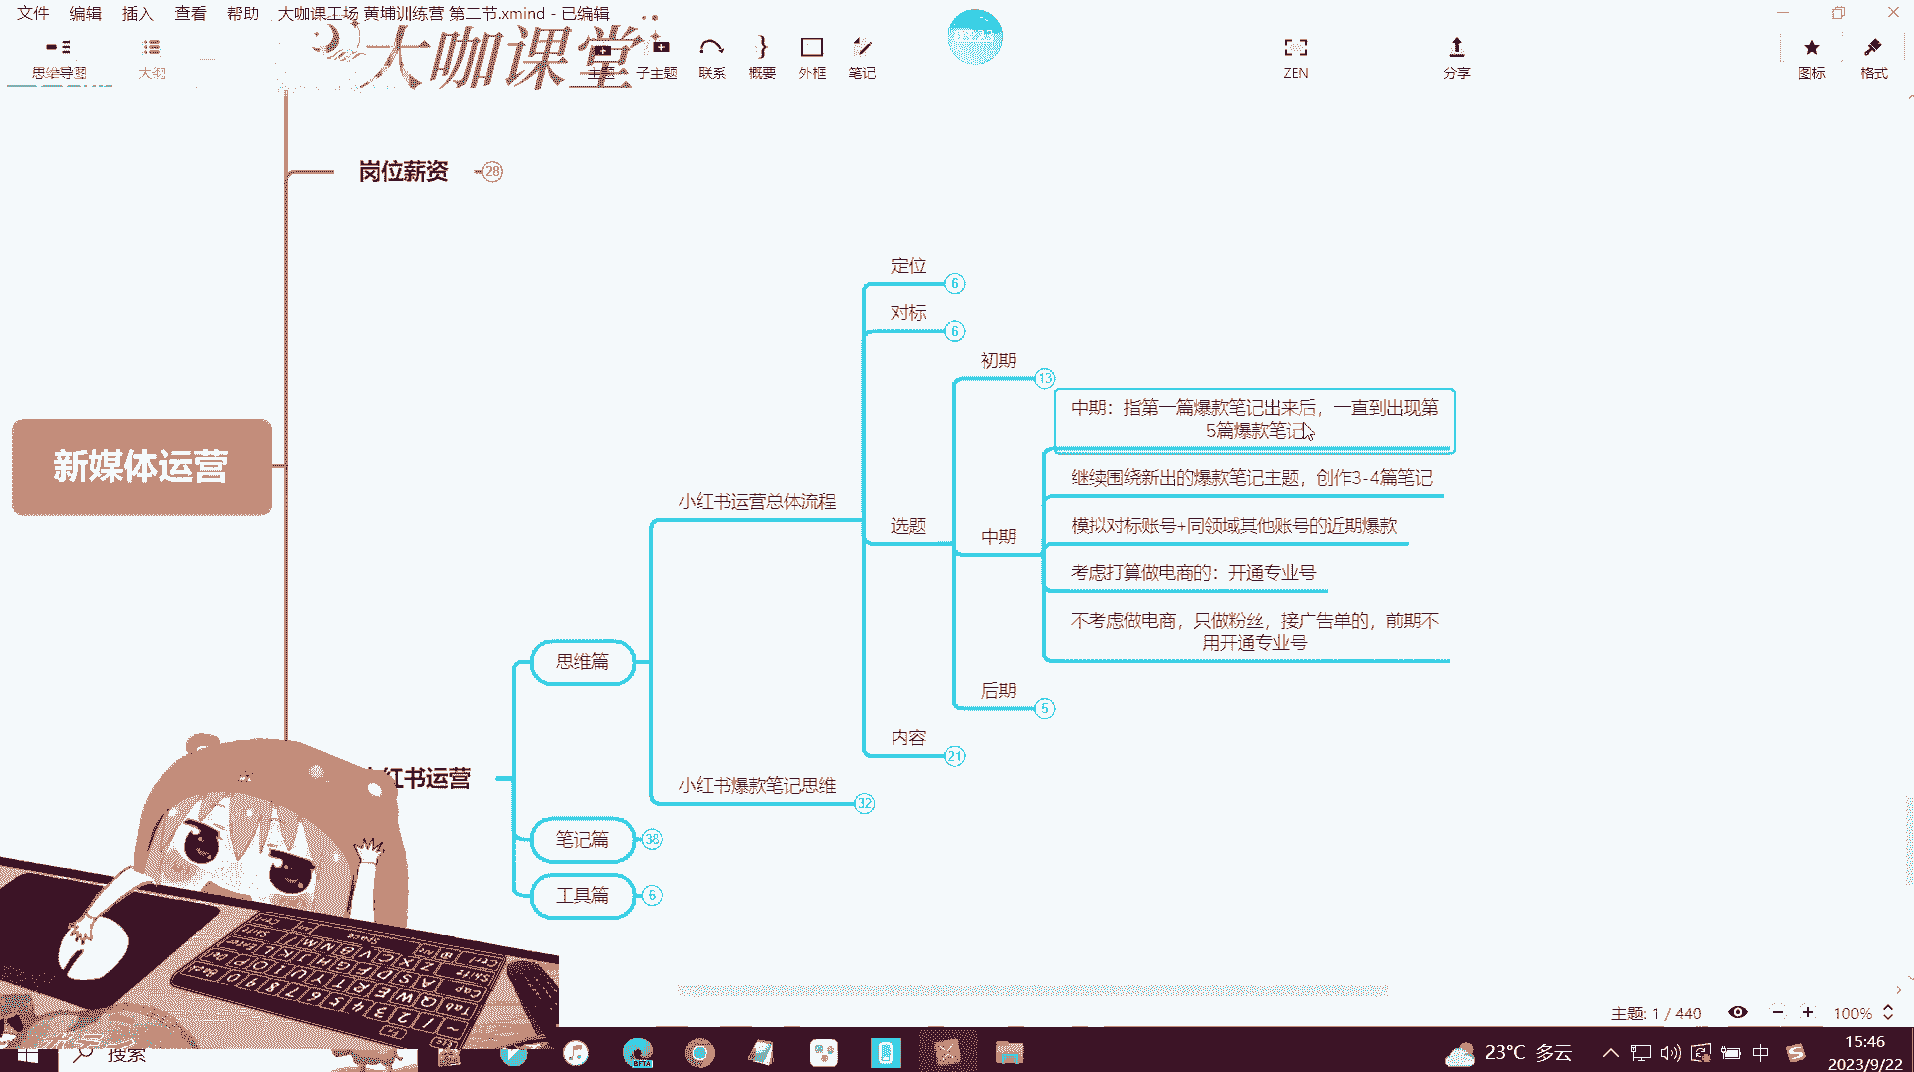 文件 编辑 插入 查看 帮助 大咖课工场 黄埔训练营 第二节.xmind - 已编辑
大咖课堂
思维导图 大纲 主题 子主题 联系 概要 外框 笔记 ZEN 分享 图标 格式
岗位薪资 28
定位 6
对标 6
初期 13
中期：指第一篇爆款笔记出来后，一直到出现第
5篇爆款笔记
新媒体运营
继续围绕新出的爆款笔记主题，创作3-4篇笔记
小红书运营总体流程
选题
模拟对标账号+同领域其他账号的近期爆款
中期
考虑打算做电商的：开通专业号
不考虑做电商，只做粉丝，接广告单的，前期不
用开通专业号
思维篇
后期 5
内容 21
红书运营
小红书爆款笔记思维 32
笔记篇 38
工具篇 6
主题: 1 / 440 100%
搜索
BETA
23°C 多云
中
15:46
2023/9/22